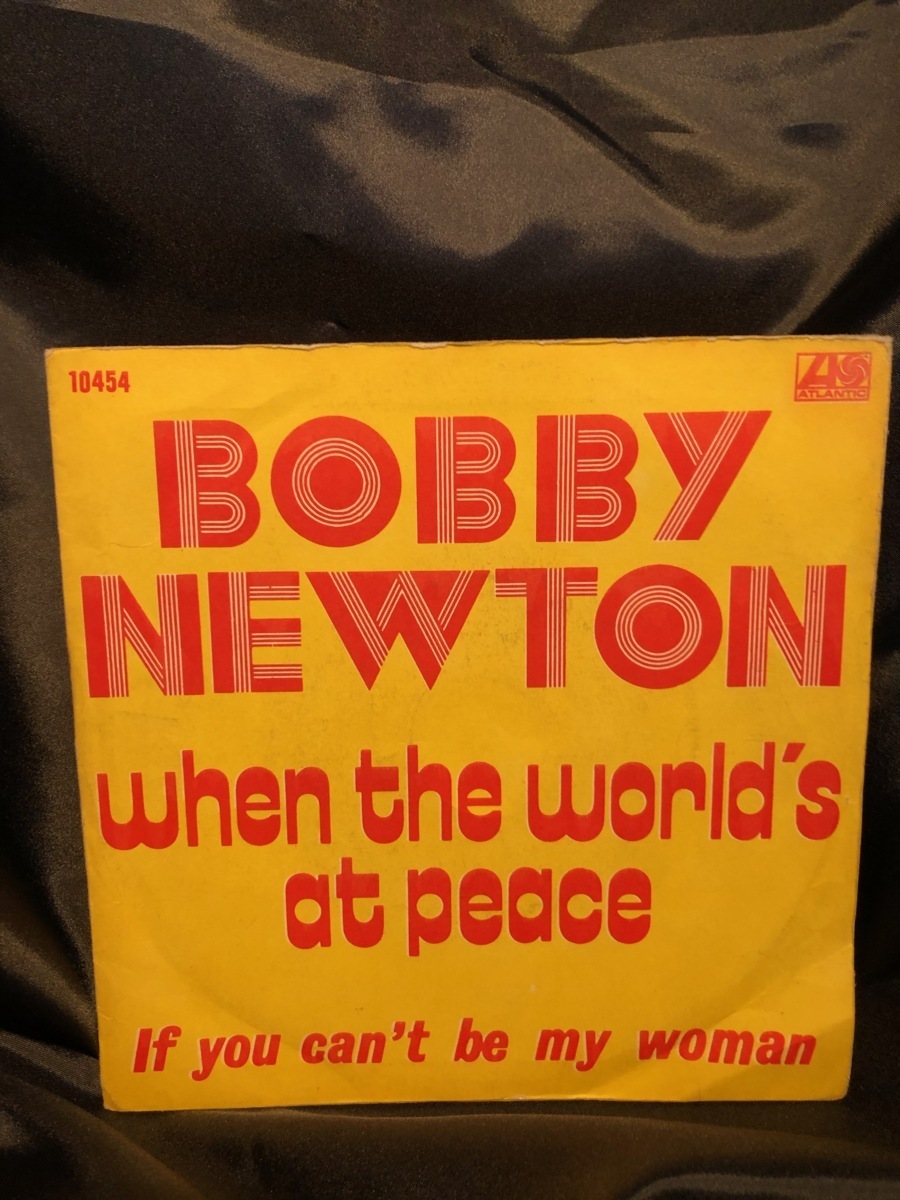 10454
ATLANTIC
BOBBY
NEWTON
when the world's
at peace
If you can't be my woman